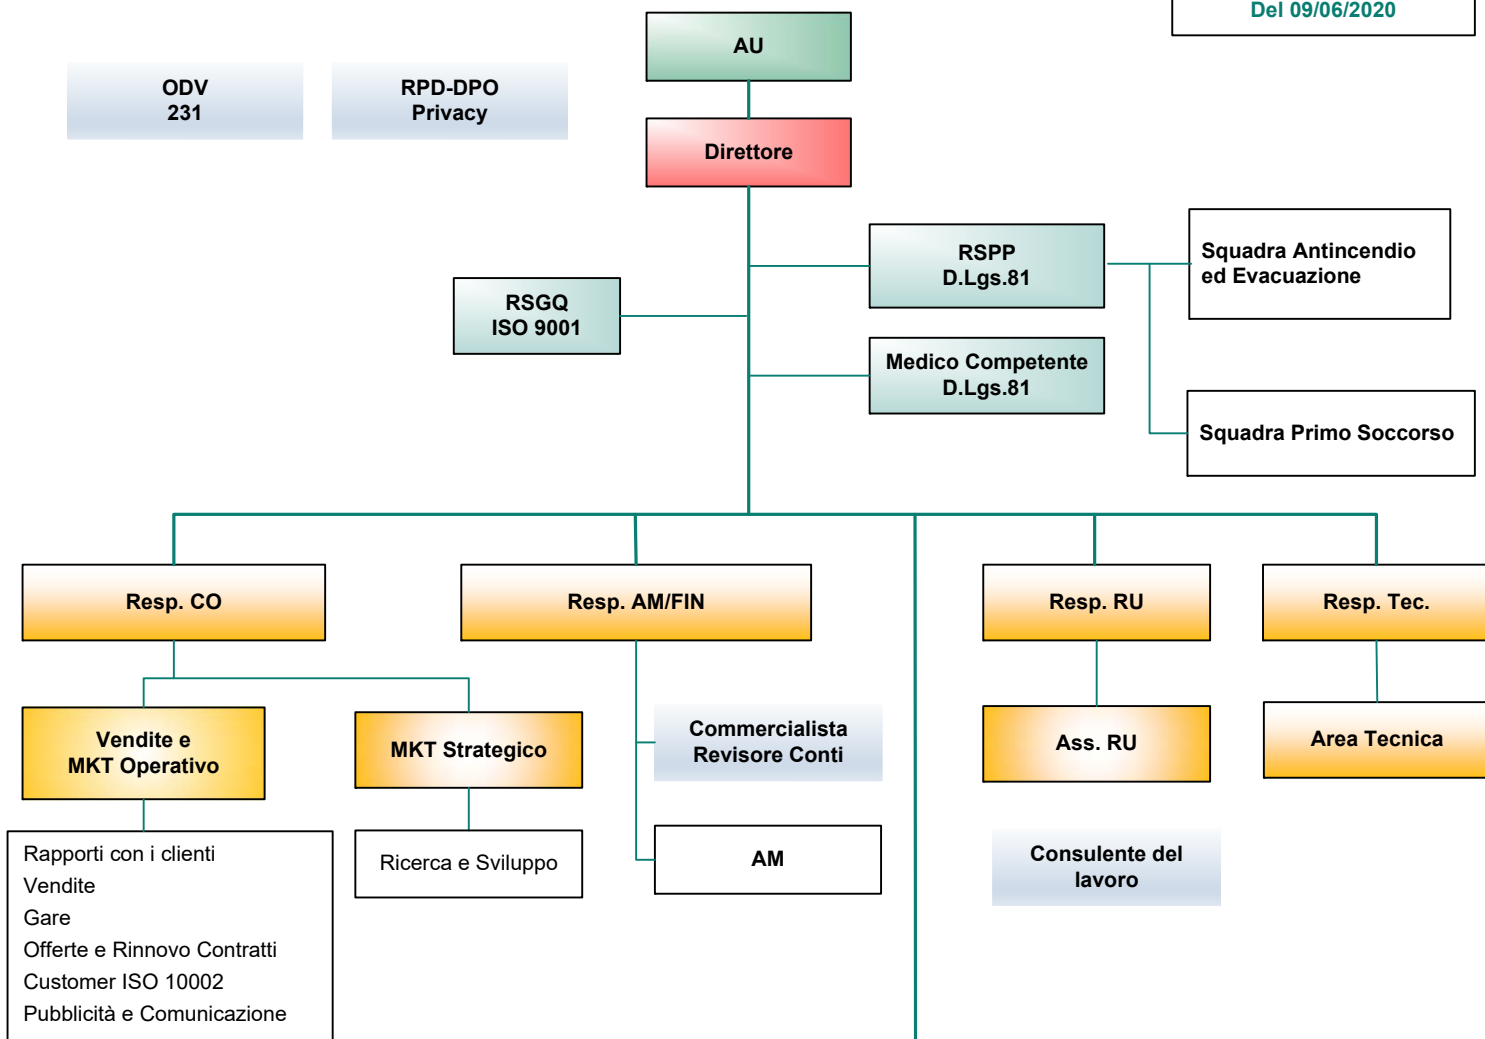 Del 09/06/2020
AU
ODV
231
RPD-DPO
Privacy
Direttore
RSPP
D.Lgs.81
Squadra Antincendio
ed Evacuazione
RSGQ
ISO 9001
Medico Competente
D.Lgs.81
Squadra Primo Soccorso
Resp. CO
Resp. AM/FIN
Resp. RU
Resp. Tec.
Vendite e
MKT Operativo
MKT Strategico
Commercialista
Revisore Conti
Ass. RU
Area Tecnica
Rapporti con i clienti
Vendite
Gare
Offerte e Rinnovo Contratti
Customer ISO 10002
Pubblicità e Comunicazione
Ricerca e Sviluppo
AM
Consulente del
lavoro